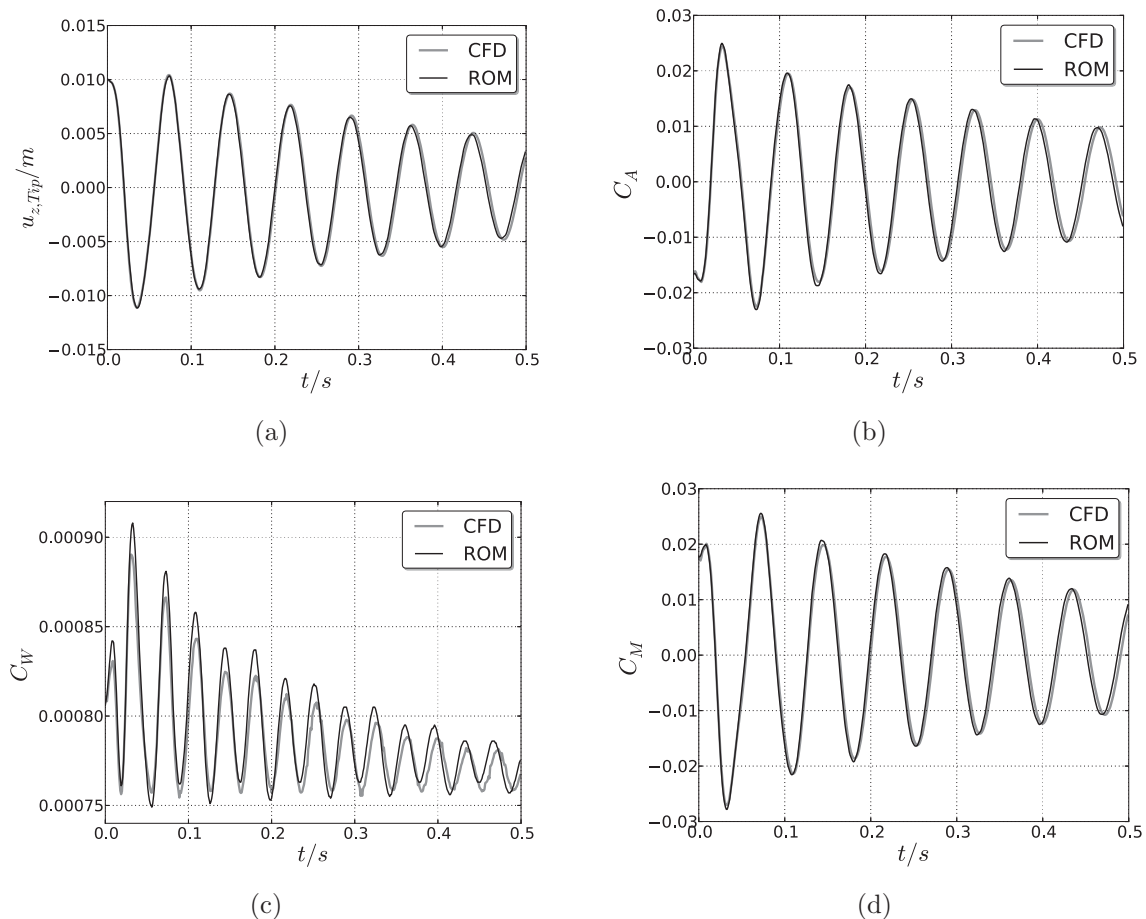 0.015
0.010
0.005
0.000
−0.005
−0.010
−0.015
0.0 0.1 0.2 0.3 0.4 0.5
u_{z,Tip}/m
t/s
CFD
ROM
(a)
0.03
0.02
0.01
0.00
−0.01
−0.02
−0.03
0.0 0.1 0.2 0.3 0.4 0.5
C_A
t/s
CFD
ROM
(b)
0.00090
0.00085
0.00080
0.00075
0.0 0.1 0.2 0.3 0.4 0.5
C_W
t/s
CFD
ROM
(c)
0.03
0.02
0.01
0.00
−0.01
−0.02
−0.03
0.0 0.1 0.2 0.3 0.4 0.5
C_M
t/s
CFD
ROM
(d)